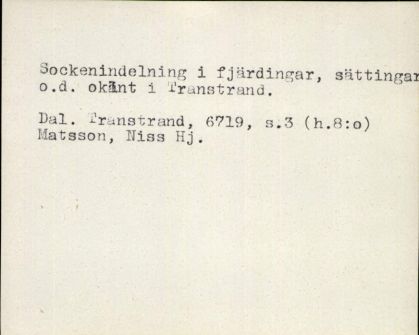 Sockenindelning i fjärdingar, sättingar
o.d. okänt i Transtrand.
Dal. Transtrand, 6719, s.3 (h.8:o)
Matsson, Niss Hj.